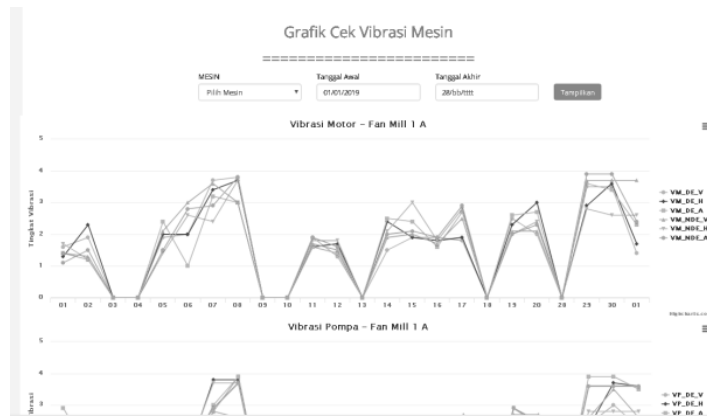 Grafik Cek Vibrasi Mesin
========================
MESIN Tanggal Awal Tanggal Akhir
Pilih Mesin 01/01/2019 28/bb/tttt Tampilkan
Vibrasi Motor - Fan Mill 1 A
Tingkat Vibrasi
5
4
3
2
1
0
01 02 03 04 05 06 07 08 09 10 11 12 13 14 15 16 17 18 19 20 28 29 30 01
VM_DE_V
VM_DE_H
VM_DE_A
VM_NDE_V
VM_NDE_H
VM_NDE_A
Vibrasi Pompa - Fan Mill 1 A
5
4
3
VP_DE_V
VP_DE_H
VP_DE_A